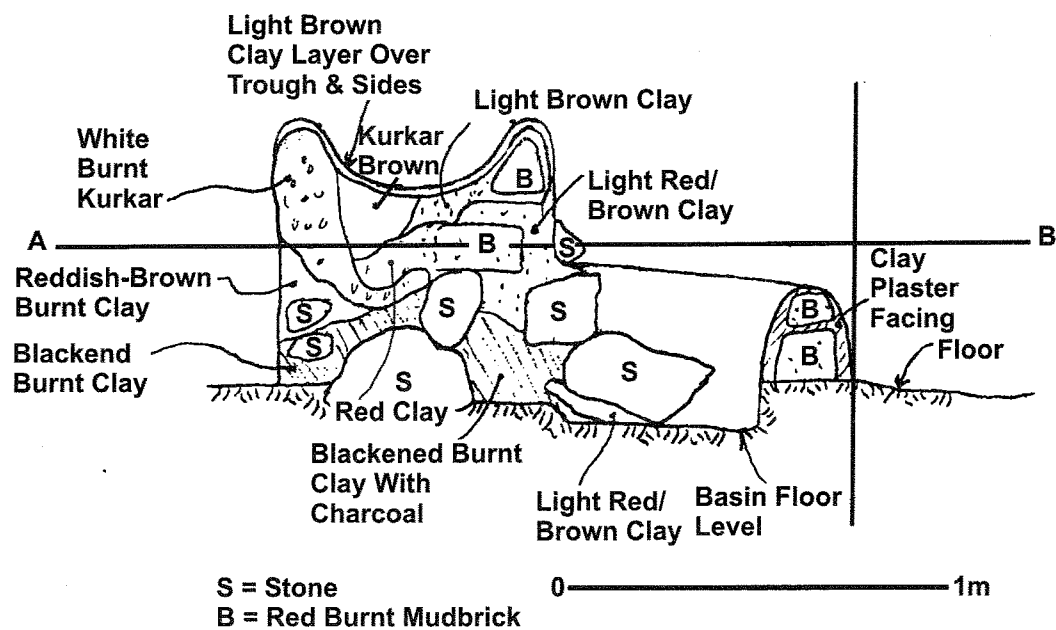 Light Brown
Clay Layer Over
Trough & Sides
Light Brown Clay
White
Burnt
Kurkar
Kurkar
Brown
B
Light Red/
Brown Clay
A
B
S
B
Reddish-Brown
Burnt Clay
Clay
Plaster
Facing
S
S
S
B
S
B
Floor
Blackend
Burnt Clay
S
S
Red Clay
Blackened Burnt
Clay With
Charcoal
Light Red/
Brown Clay
Basin Floor
Level
S = Stone
B = Red Burnt Mudbrick
0
1m